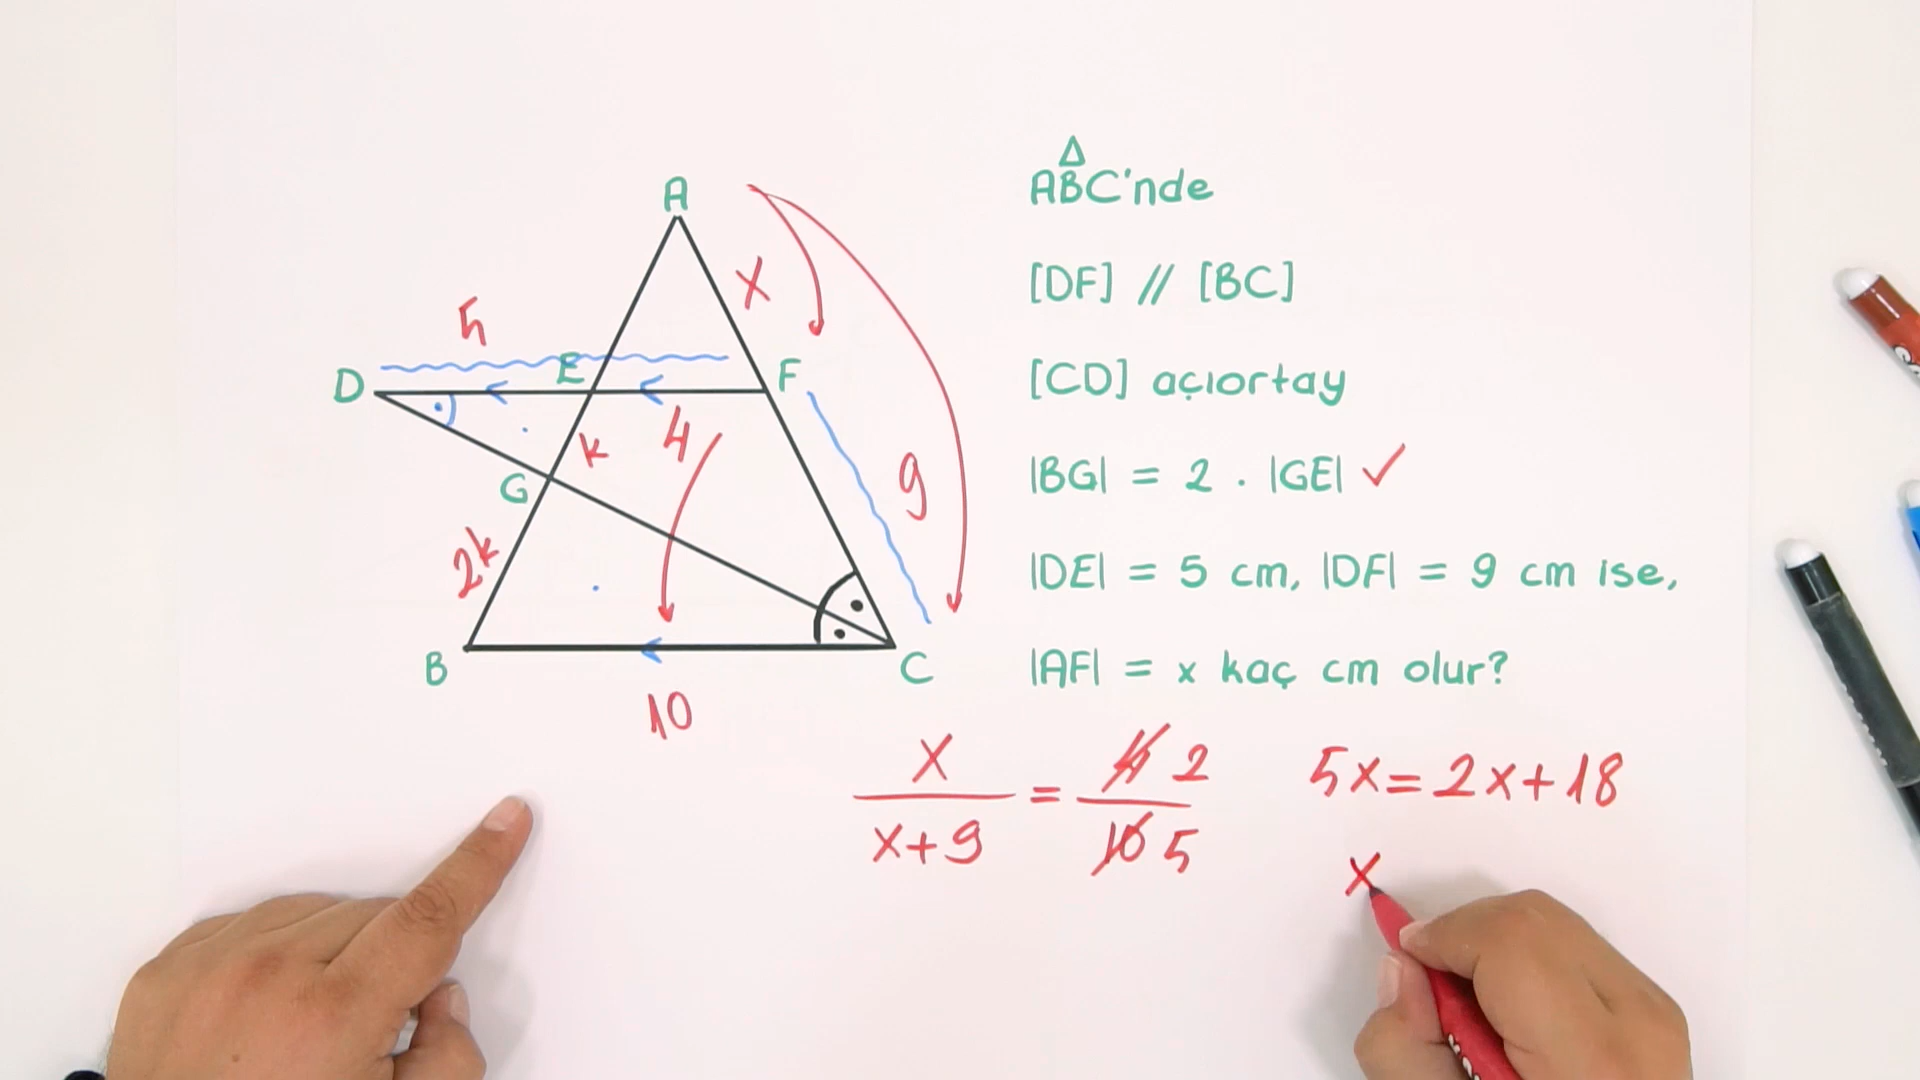 A
x
5
D
E
F
4
k
G
9
2k
B
C
10
Δ
ABC'nde
[DF] // [BC]
[CD] açıortay
|BG| = 2 . |GE| ✓
|DE| = 5 cm, |DF| = 9 cm ise,
|AF| = x kaç cm olur?
x 4 2 5x=2x+18
=
x+9 10 5
x